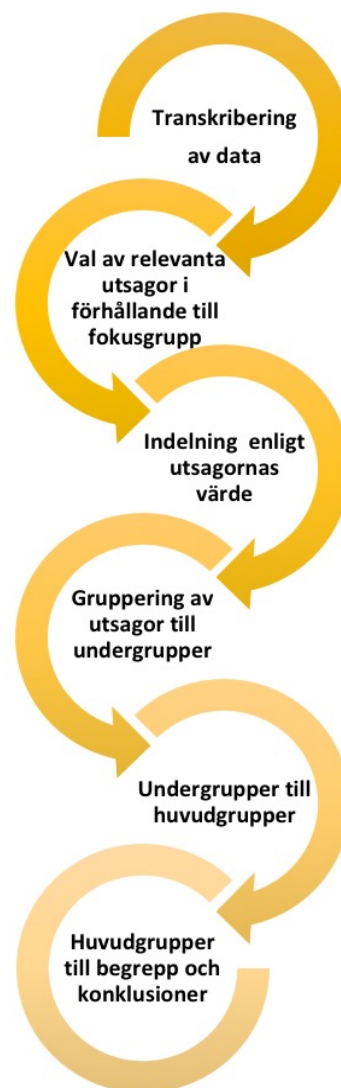 Transkribering
av data
Val av relevanta
utsagor i
förhållande till
fokusgrupp
Indelning enligt
utsagornas
värde
Gruppering av
utsagor till
undergrupper
Undergrupper till
huvudgrupper
Huvudgrupper
till begrepp och
konklusioner